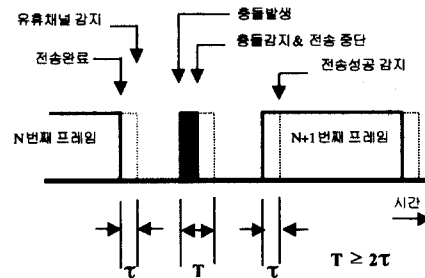 유휴채널 감지
충돌발생
충돌감지 & 전송 중단
전송완료
전송성공 감지
N 번째 프레임
N+1번째 프레임
시간
τ
T
τ
T ≥ 2τ